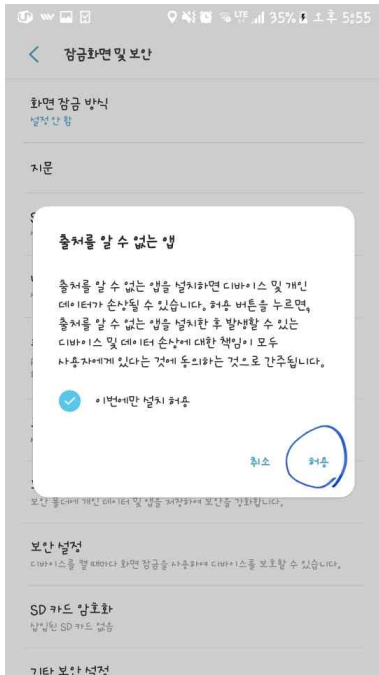 35% 오후 5:55
잠금화면 및 보안
화면 잠금 방식
설정 안 함
지문
출처를 알 수 없는 앱
출처를 알 수 없는 앱을 설치하면 디바이스 및 개인
데이터가 손상될 수 있습니다. 허용 버튼을 누르면,
출처를 알 수 없는 앱을 설치한 후 발생할 수 있는
디바이스 및 데이터 손상에 대한 책임이 모두
사용자에게 있다는 것에 동의하는 것으로 간주됩니다.
이번에만 설치 허용
취소 허용
보안 폴더에 개인 데이터 및 앱을 저장하여 보안을 강화합니다.
보안 설정
디바이스를 켤 때마다 화면 잠금을 사용하여 디바이스를 보호할 수 있습니다.
SD 카드 암호화
삽입된 SD 카드 없음
기타 보안 설정